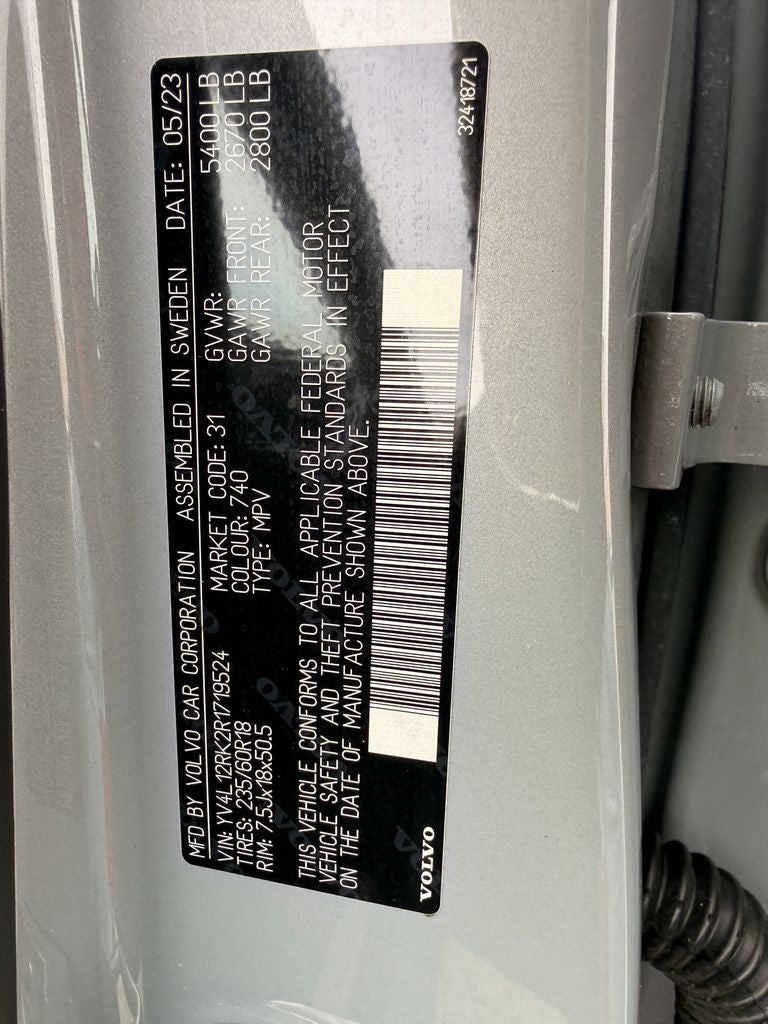 MFD BY VOLVO CAR CORPORATION ASSEMBLED IN SWEDEN DATE: 05/23
VIN: YV4L12RK2R1719524 MARKET CODE: 31 GVWR: 5400 LB
TIRES: 235/60R18 COLOUR: 740 GAWR FRONT: 2670 LB
RIM: 7.5Jx18x50.5 TYPE: MPV GAWR REAR: 2800 LB
THIS VEHICLE CONFORMS TO ALL APPLICABLE FEDERAL MOTOR
VEHICLE SAFETY AND THEFT PREVENTION STANDARDS IN EFFECT
ON THE DATE OF MANUFACTURE SHOWN ABOVE.
VOLVO 32418721